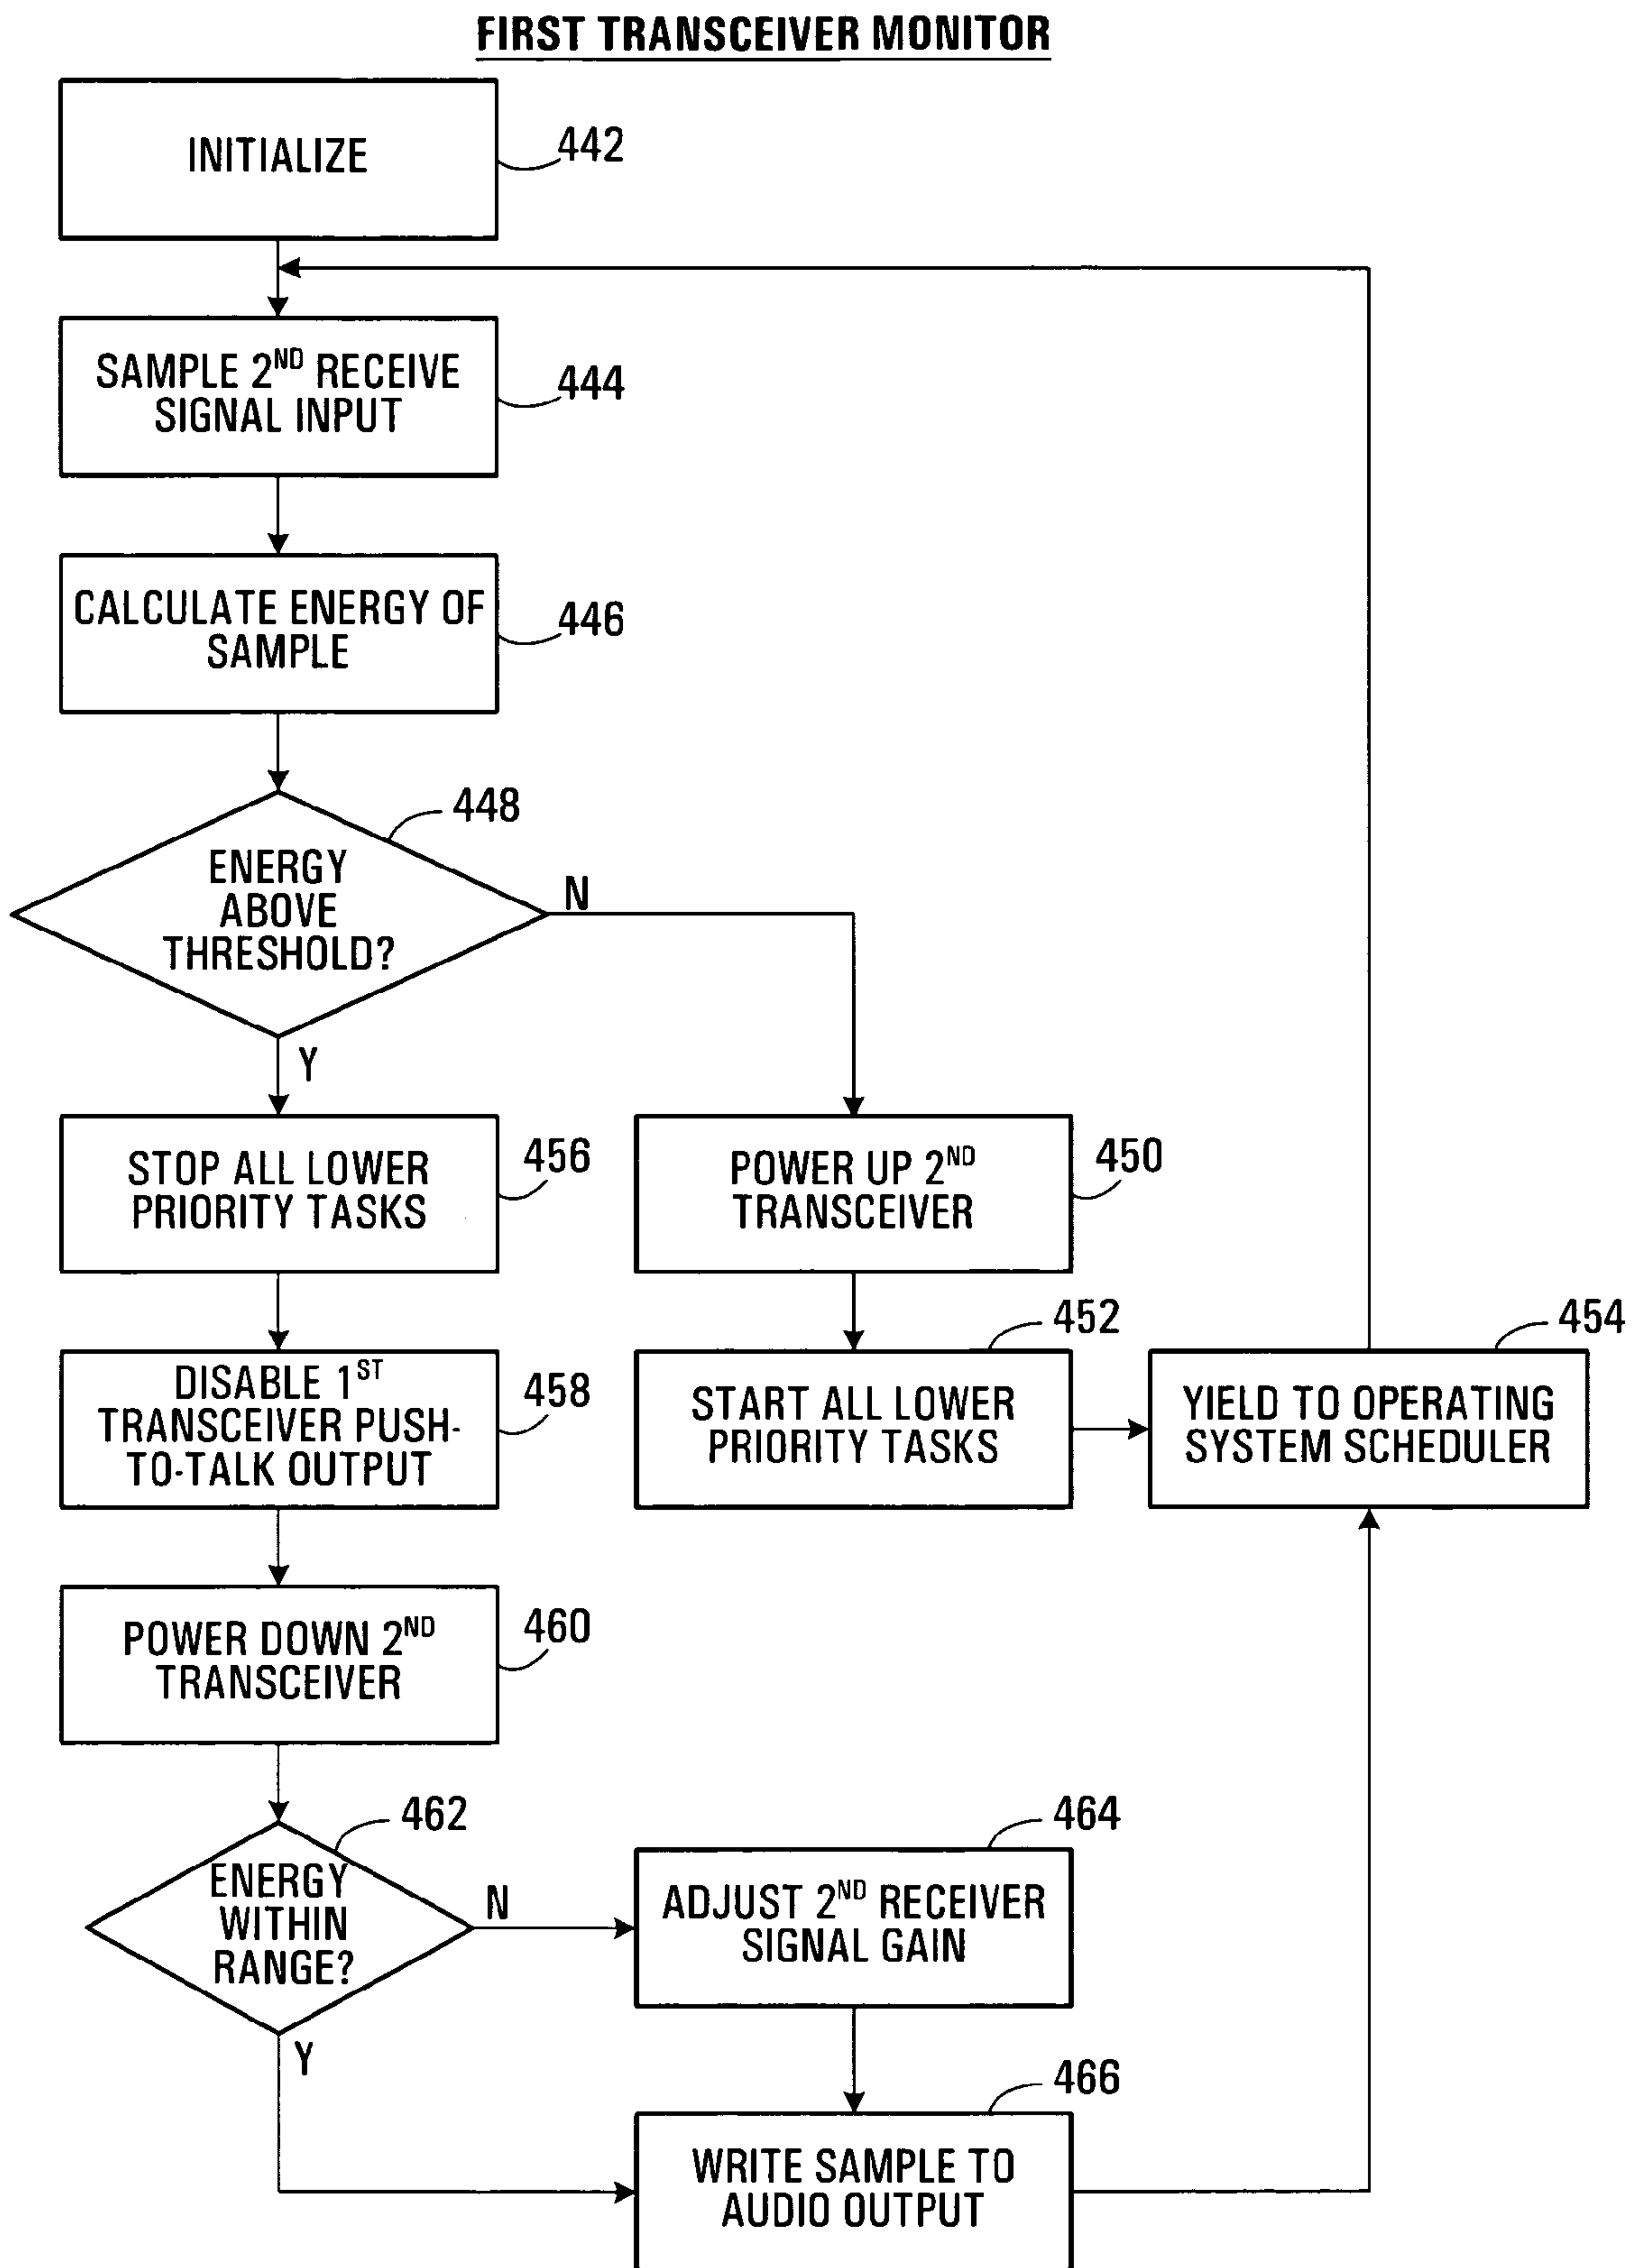 FIRST TRANSCEIVER MONITOR
INITIALIZE
442
SAMPLE 2ND RECEIVE
SIGNAL INPUT
444
CALCULATE ENERGY OF
SAMPLE
446
448
ENERGY
ABOVE
THRESHOLD?
N
Y
STOP ALL LOWER
PRIORITY TASKS
456
POWER UP 2ND
TRANSCEIVER
450
DISABLE 1ST
TRANSCEIVER PUSH-
TO-TALK OUTPUT
458
452
START ALL LOWER
PRIORITY TASKS
454
YIELD TO OPERATING
SYSTEM SCHEDULER
POWER DOWN 2ND
TRANSCEIVER
460
462
ENERGY
WITHIN
RANGE?
N
Y
464
ADJUST 2ND RECEIVER
SIGNAL GAIN
466
WRITE SAMPLE TO
AUDIO OUTPUT